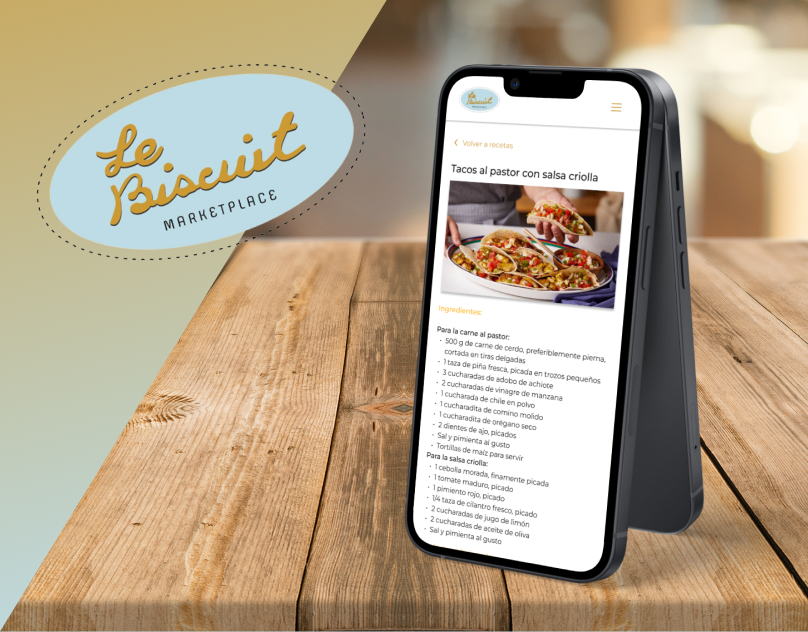 Le
Biscuit
MARKETPLACE
Le
Biscuit
MARKETPLACE
Volver a recetas
Tacos al pastor con salsa criolla
Ingredientes:
Para la carne al pastor:
• 500 g de carne de cerdo, preferiblemente pierna,
cortada en tiras delgadas
• 1 taza de piña fresca, picada en trozos pequeños
• 3 cucharadas de adobo de achiote
• 2 cucharadas de vinagre de manzana
• 1 cucharada de chile en polvo
• 1 cucharadita de comino molido
• 1 cucharadita de orégano seco
• 2 dientes de ajo, picados
• Sal y pimienta al gusto
• Tortillas de maíz para servir
Para la salsa criolla:
• 1 cebolla morada, finamente picada
• 1 tomate maduro, picado
• 1 pimiento rojo, picado
• 1/4 taza de cilantro fresco, picado
• 2 cucharadas de jugo de limón
• 2 cucharadas de aceite de oliva
• Sal y pimienta al gusto